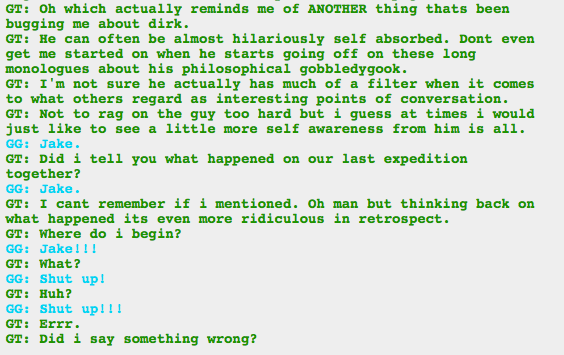 GT: Oh which actually reminds me of ANOTHER thing thats been
bugging me about dirk.
GT: He can often be almost hilariously self absorbed. Dont even
get me started on when he starts going off on these long
monologues about his philosophical gobbledygook.
GT: I'm not sure he actually has much of a filter when it comes
to what others regard as interesting points of conversation.
GT: Not to rag on the guy too hard but i guess at times i would
just like to see a little more self awareness from him is all.
GG: Jake.
GT: Did i tell you what happened on our last expedition
together?
GG: Jake.
GT: I cant remember if i mentioned. Oh man but thinking back on
what happened its even more ridiculous in retrospect.
GT: Where do i begin?
GG: Jake!!!
GT: What?
GG: Shut up!
GT: Huh?
GG: Shut up!!!
GT: Errr.
GT: Did i say something wrong?